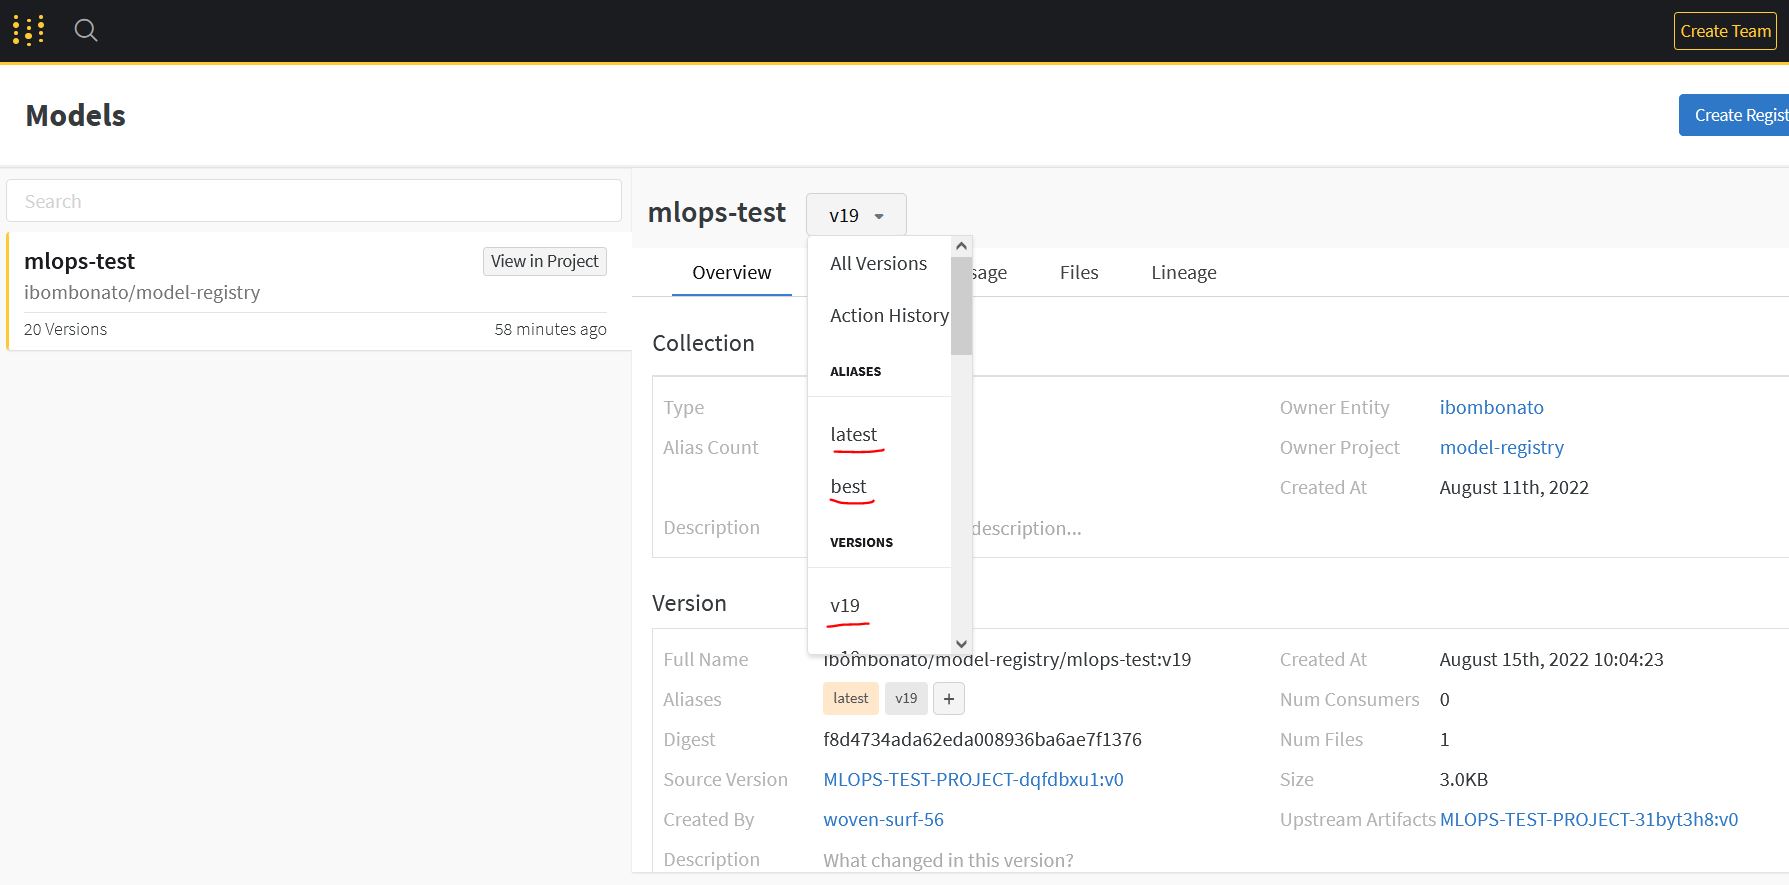 Create Team
Models
Create Regist
Search
mlops-test
View in Project
ibombonato/model-registry
20 Versions
58 minutes ago
mlops-test
v19
Overview
sage
Files
Lineage
All Versions
Action History
ALIASES
latest
best
VERSIONS
v19
Collection
Type
Owner Entity
ibombonato
Alias Count
Owner Project
model-registry
Created At
August 11th, 2022
Description
description...
Version
Full Name
ibombonato/model-registry/mlops-test:v19
Created At
August 15th, 2022 10:04:23
Aliases
latest
v19
+
Num Consumers
0
Digest
f8d4734ada62eda008936ba6ae7f1376
Num Files
1
Source Version
MLOPS-TEST-PROJECT-dqfdbxu1:v0
Size
3.0KB
Created By
woven-surf-56
Upstream Artifacts
MLOPS-TEST-PROJECT-31byt3h8:v0
Description
What changed in this version?